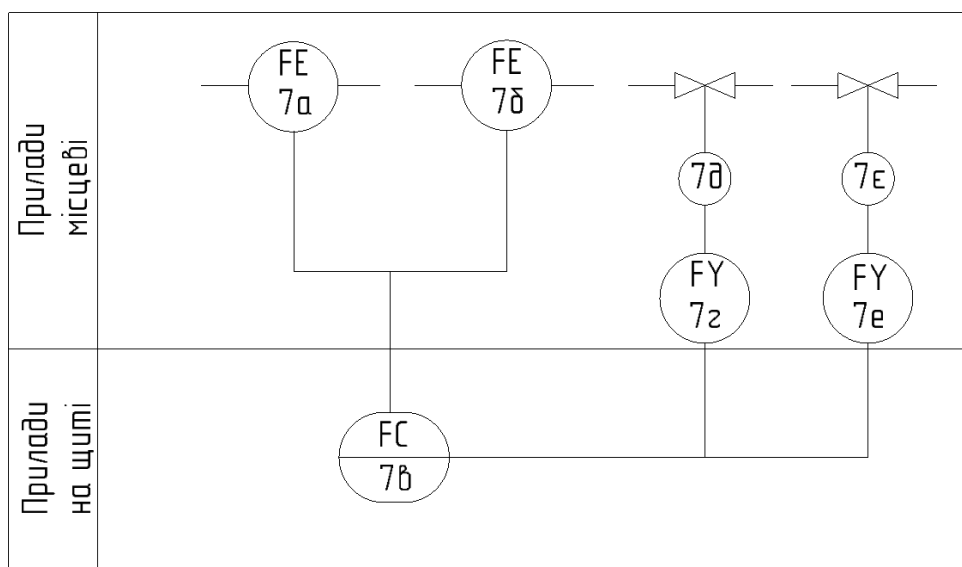 Прилади
місцеві
FE
7а
FE
7б
7д
7є
FY
7г
FY
7е
Прилади
на щиті
FC
7в